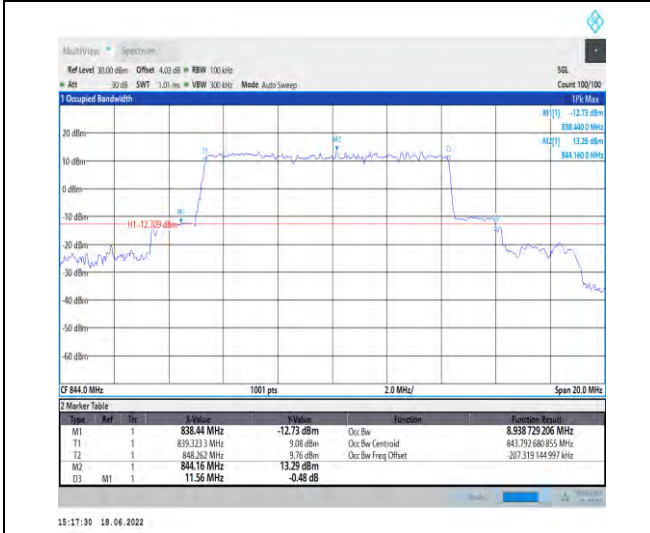 MultiView Spectrum
Ref Level 30.00 dBm Offset 4.03 dB RBW 100 kHz SGL
Att 30 dB SWT 1.01 ms VBW 300 kHz Mode Auto Sweep Count 100/100
1 Occupied Bandwidth 1Pk Max
M1[1] -12.73 dBm
838.440 0 MHz
M2[1] 13.29 dBm
844.160 0 MHz
20 dBm
M2
T1 T2
10 dBm
0 dBm
-10 dBm
M1
H1 -12.709 dBm
-20 dBm
-30 dBm
-40 dBm
-50 dBm
-60 dBm
CF 844.0 MHz 1001 pts 2.0 MHz/ Span 20.0 MHz
2 Marker Table
Type Ref Trc X-Value Y-Value Function Function Result
M1 1 838.44 MHz -12.73 dBm Occ Bw 8.938 729 206 MHz
T1 1 839.323 3 MHz 9.08 dBm Occ Bw Centroid 843.792 680 855 MHz
T2 1 848.262 MHz 9.76 dBm Occ Bw Freq Offset -207.319 144 997 kHz
M2 1 844.16 MHz 13.29 dBm
D3 M1 1 11.56 MHz -0.48 dB
15:17:30 18.06.2022